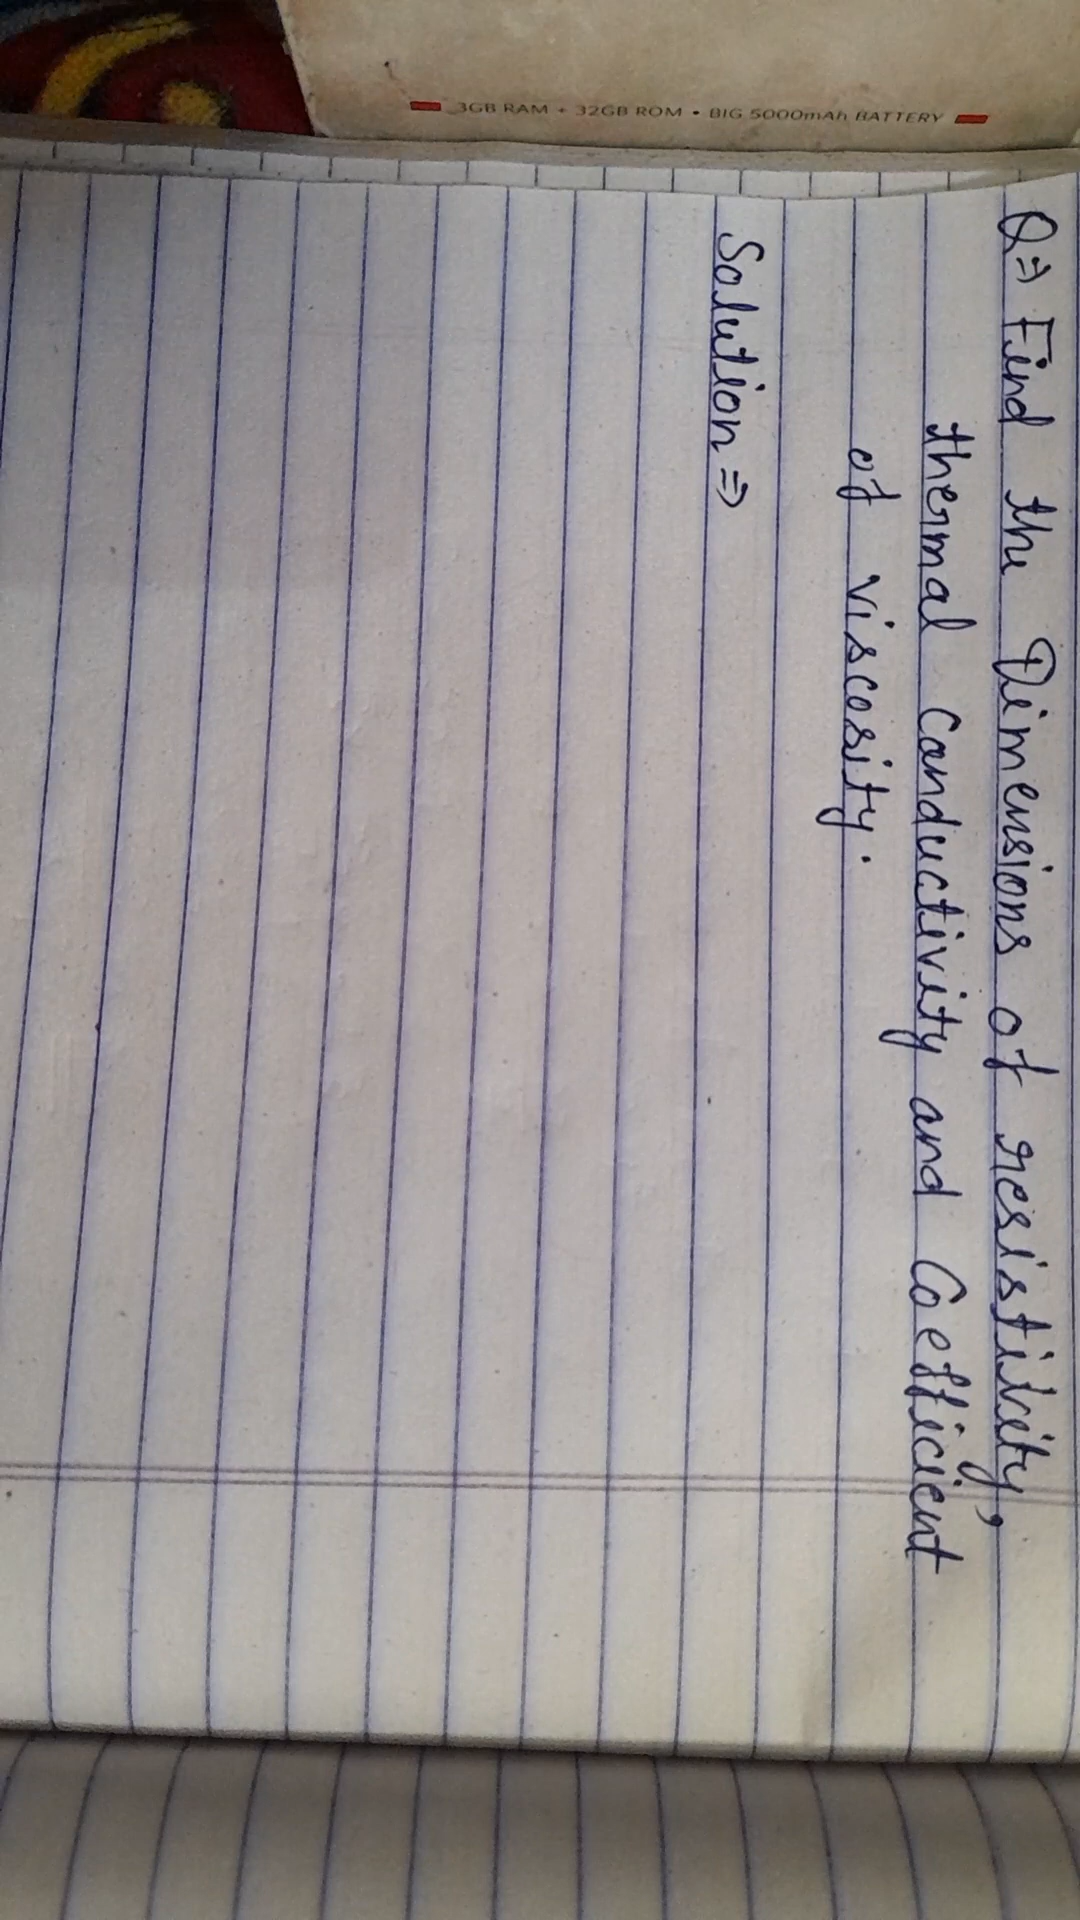 3GB RAM + 32GB ROM • BIG 5000mAh BATTERY
Q⇒ Find the Dimensions of resistivity,
thermal Conductivity and Coefficient
of viscosity.
Solution ⇒